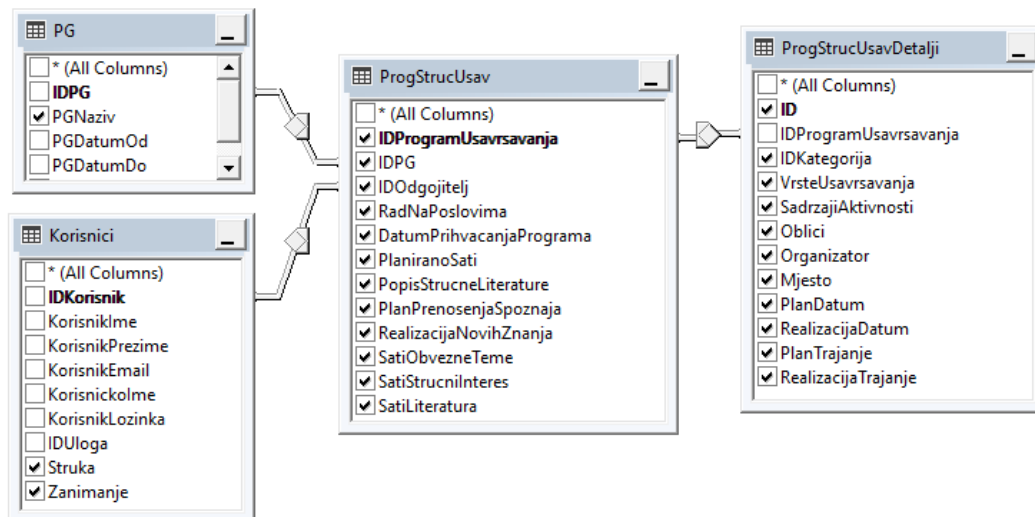 PG
* (All Columns)
IDPG
PGNaziv
PGDatumOd
PGDatumDo
Korisnici
* (All Columns)
IDKorisnik
KorisnikIme
KorisnikPrezime
KorisnikEmail
KorisnickoIme
KorisnikLozinka
IDUloga
Struka
Zanimanje
ProgStrucUsav
* (All Columns)
IDProgramUsavrsavanja
IDPG
IDOdgojitelj
RadNaPoslovima
DatumPrihvacanjaPrograma
PlaniranoSati
PopisStrucneLiterature
PlanPrenosenjaSpoznaja
RealizacijaNovihZnanja
SatiObvezneTeme
SatiStrucniInteres
SatiLiteratura
ProgStrucUsavDetalji
* (All Columns)
ID
IDProgramUsavrsavanja
IDKategorija
VrsteUsavrsavanja
SadrzajiAktivnosti
Oblici
Organizator
Mjesto
PlanDatum
RealizacijaDatum
PlanTrajanje
RealizacijaTrajanje